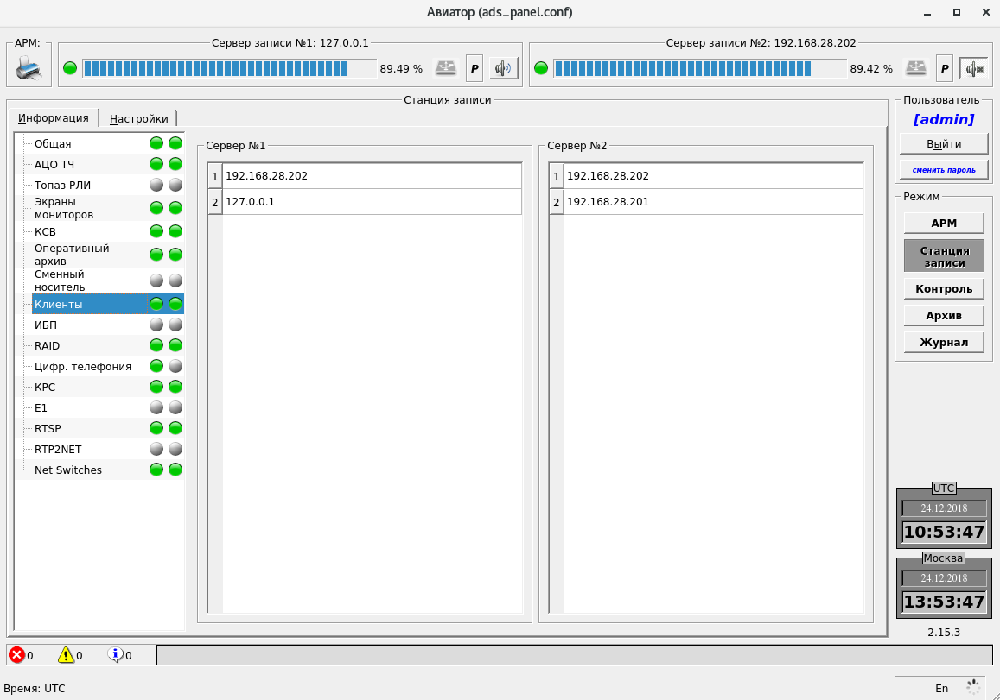 Авиатор (ads_panel.conf)
АРМ:
Сервер записи №1: 127.0.0.1
89.49 %
P
Сервер записи №2: 192.168.28.202
89.42 %
P
Станция записи
Информация
Настройки
Общая
АЦО ТЧ
Топаз РЛИ
Экраны
мониторов
КСВ
Оперативный
архив
Сменный
носитель
Клиенты
ИБП
RAID
Цифр. телефония
КРС
E1
RTSP
RTP2NET
Net Switches
Сервер №1
1 192.168.28.202
2 127.0.0.1
Сервер №2
1 192.168.28.202
2 192.168.28.201
Пользователь
[admin]
Выйти
сменить пароль
Режим
АРМ
Станция
записи
Контроль
Архив
Журнал
UTC
24.12.2018
10:53:47
Москва
24.12.2018
13:53:47
2.15.3
0
0
0
Время: UTC
En